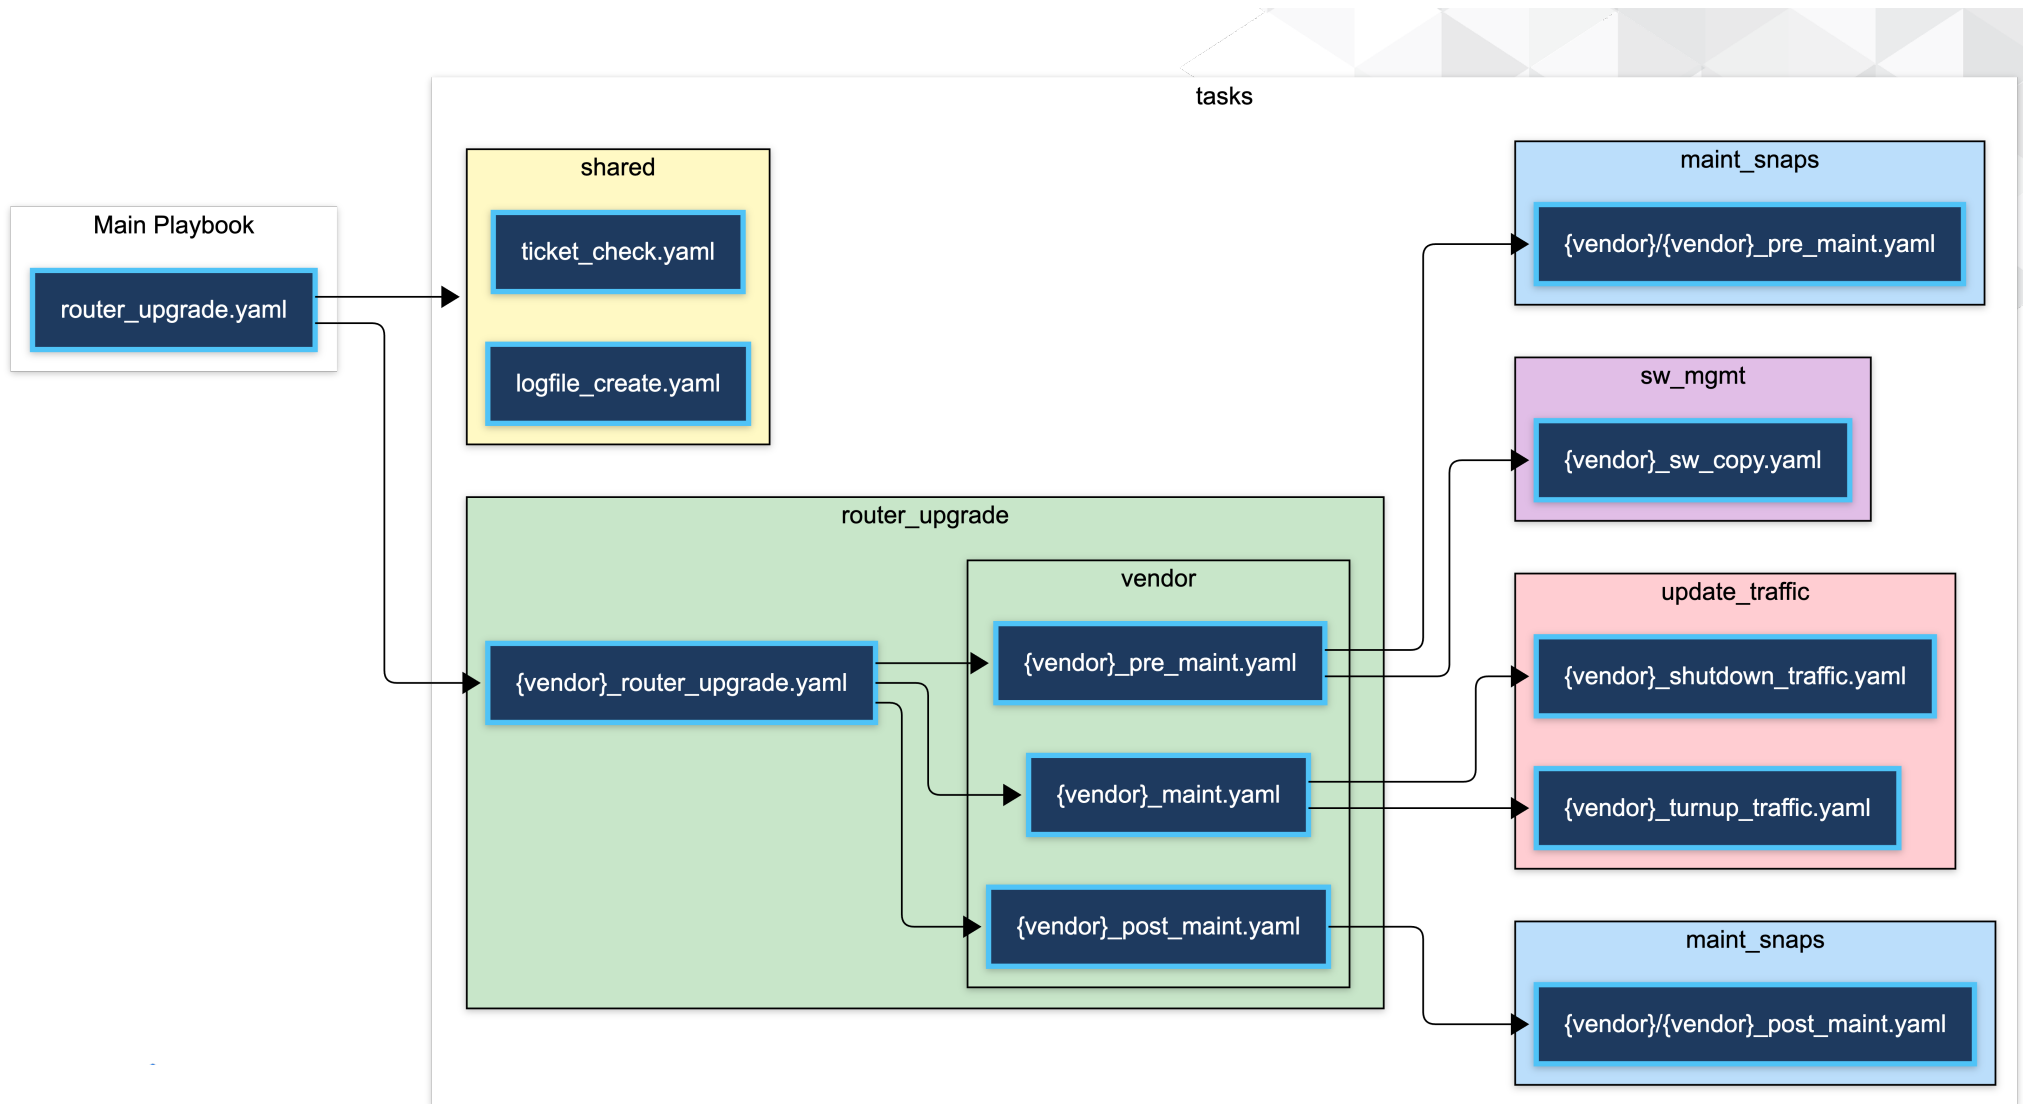 tasks
Main Playbook
router_upgrade.yaml
shared
ticket_check.yaml
logfile_create.yaml
router_upgrade
{vendor}_router_upgrade.yaml
vendor
{vendor}_pre_maint.yaml
{vendor}_maint.yaml
{vendor}_post_maint.yaml
maint_snaps
{vendor}/{vendor}_pre_maint.yaml
sw_mgmt
{vendor}_sw_copy.yaml
update_traffic
{vendor}_shutdown_traffic.yaml
{vendor}_turnup_traffic.yaml
maint_snaps
{vendor}/{vendor}_post_maint.yaml